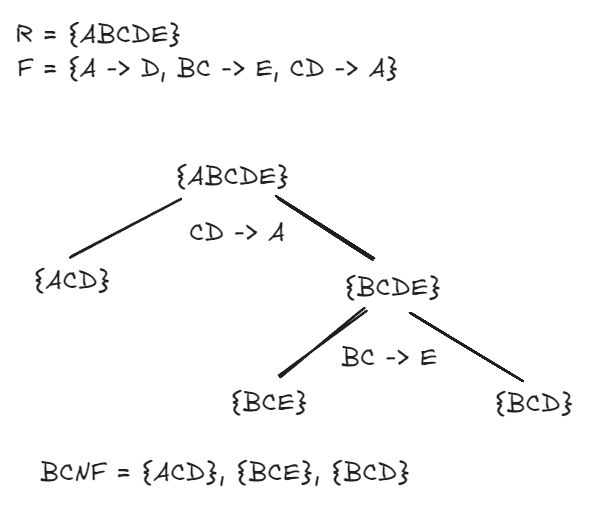 R = {ABCDE}
F = {A -> D, BC -> E, CD -> A}
{ABCDE}
CD -> A
{ACD}
{BCDE}
BC -> E
{BCE}
{BCD}
BCNF = {ACD}, {BCE}, {BCD}